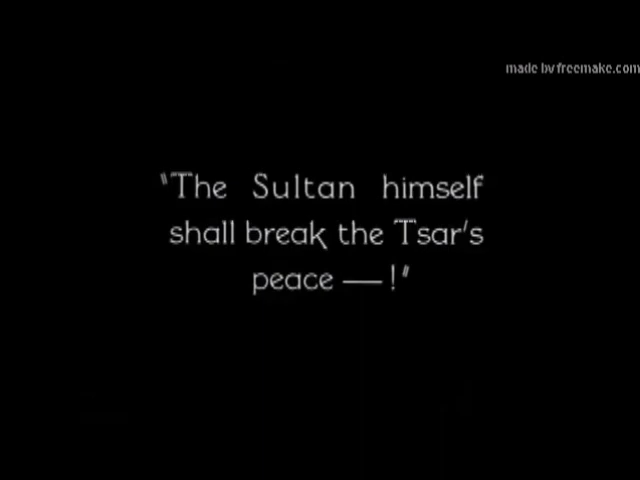 made by freemake.com
"The Sultan himself
shall break the Tsar's
peace —!"